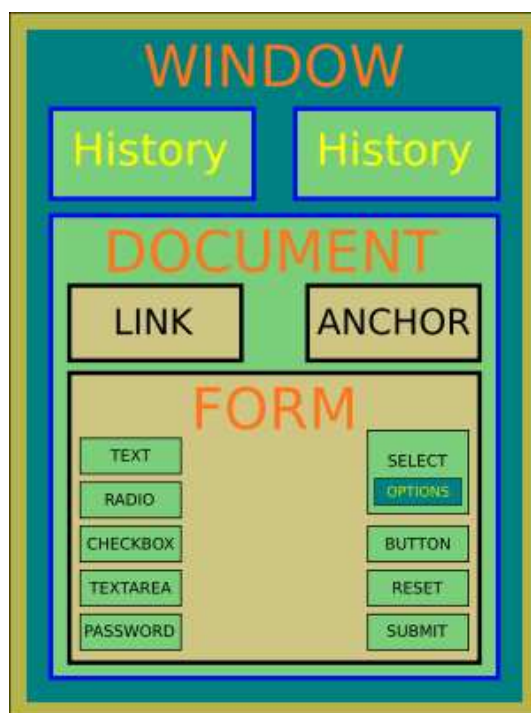 WINDOW
History History
DOCUMENT
LINK ANCHOR
FORM
TEXT
RADIO
CHECKBOX
TEXTAREA
PASSWORD
SELECT
OPTIONS
BUTTON
RESET
SUBMIT